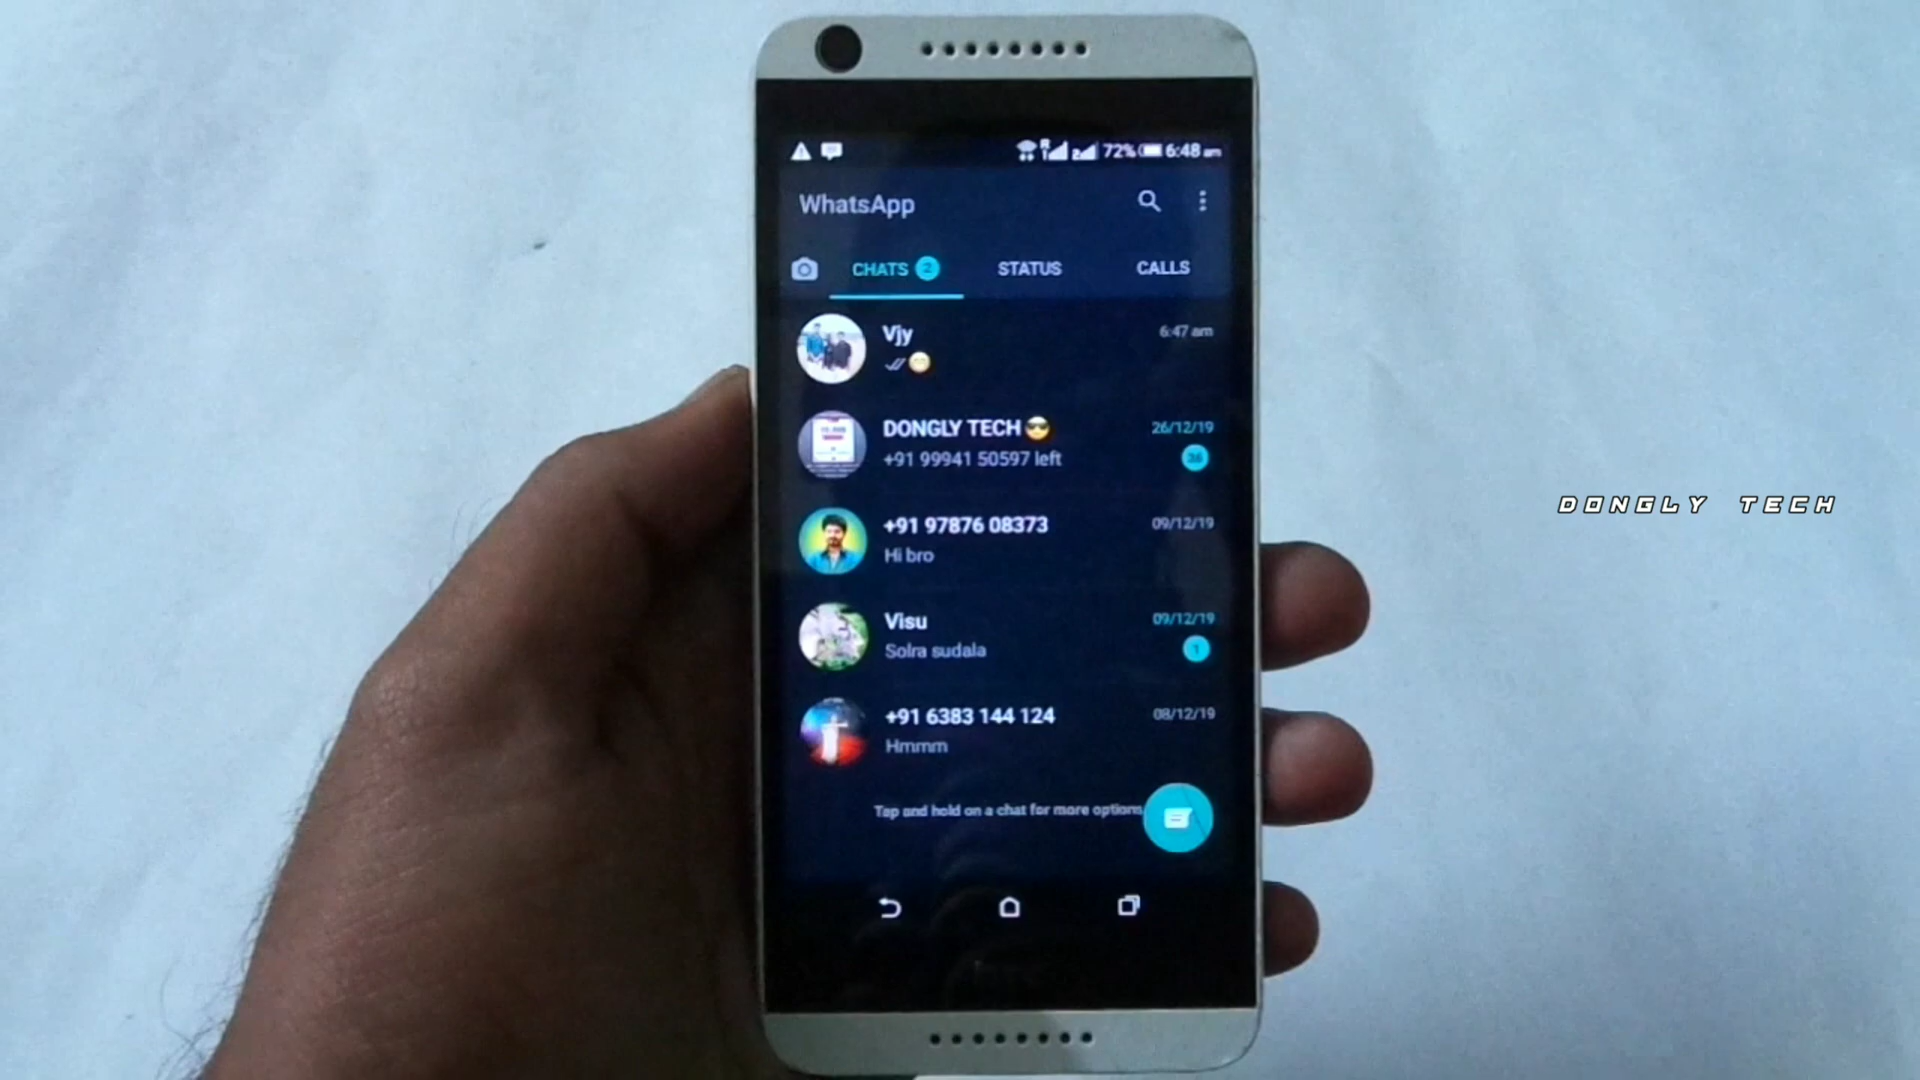 72% 6:48 am
WhatsApp
CHATS 2 STATUS CALLS
Vjy 6:47 am
DONGLY TECH 😎 26/12/19
+91 99941 50597 left 36
+91 97876 08373 09/12/19
Hi bro
Visu 09/12/19
Solra sudala 1
+91 6383 144 124 08/12/19
Hmmm
Tap and hold on a chat for more options
DONGLY TECH